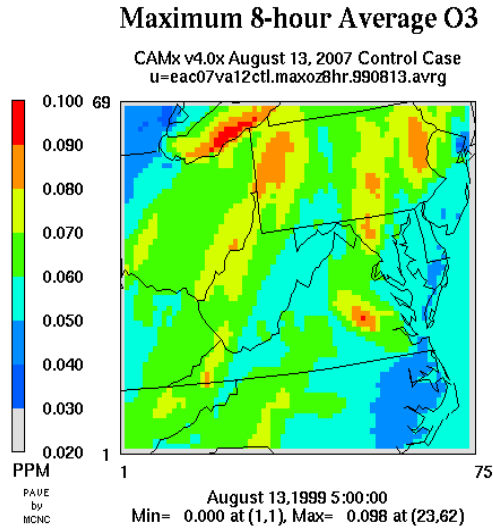 Maximum 8-hour Average O3
CAMx v4.0x August 13, 2007 Control Case
u=eac07va12ctl.maxoz8hr.990813.avrg
0.100
0.090
0.080
0.070
0.060
0.050
0.040
0.030
0.020
PPM
PAVE
by
MCNC
69
1
1
75
August 13,1999 5:00:00
Min= 0.000 at (1,1), Max= 0.098 at (23,62)